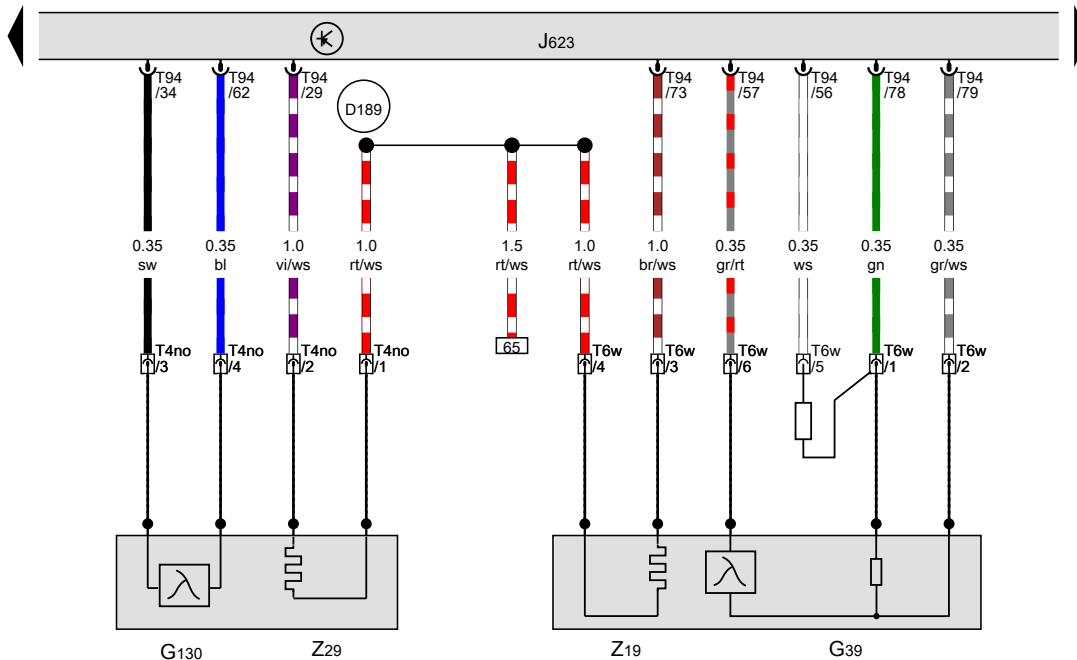 J623
T94 T94 T94 T94 T94 T94 T94 T94
/34 /62 /29 /73 /57 /56 /78 /79
D189
0.35 0.35 1.0 1.0 1.5 1.0 1.0 0.35 0.35 0.35 0.35
sw bl vi/ws rt/ws rt/ws rt/ws br/ws gr/rt ws gn gr/ws
65
T4no T4no T4no T4no T6w T6w T6w T6w T6w T6w
/3 /4 /2 /1 /4 /3 /6 /5 /1 /2
G130 Z29 Z19 G39